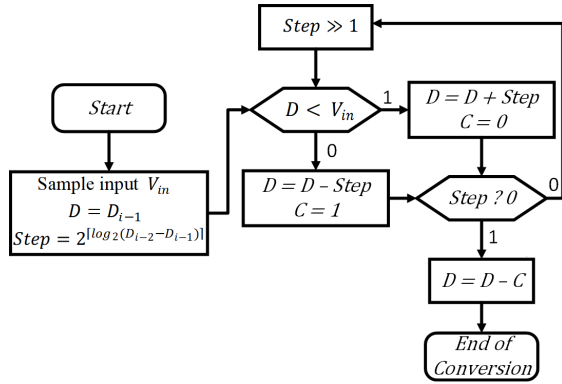 Step ≫ 1
Start
D < V_in
1
D = D + Step
C = 0
0
Sample input V_in
D = D_{i−1}
Step = 2^{⌈log_2(D_{i−2}−D_{i−1})⌉}
D = D – Step
C = 1
Step ? 0
0
1
D = D – C
End of
Conversion